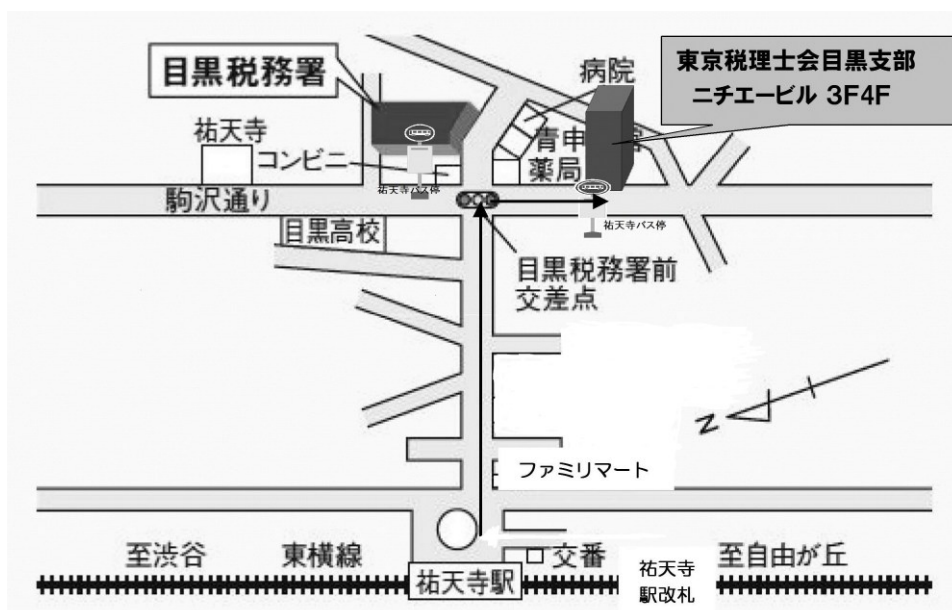 目黒税務署
病院
東京税理士会目黒支部
ニチエービル 3F4F
祐天寺
コンビニ
青申
薬局
祐天寺バス停
駒沢通り
祐天寺バス停
目黒高校
目黒税務署前
交差点
N
ファミリマート
至渋谷
東横線
祐天寺駅
交番
祐天寺
駅改札
至自由が丘